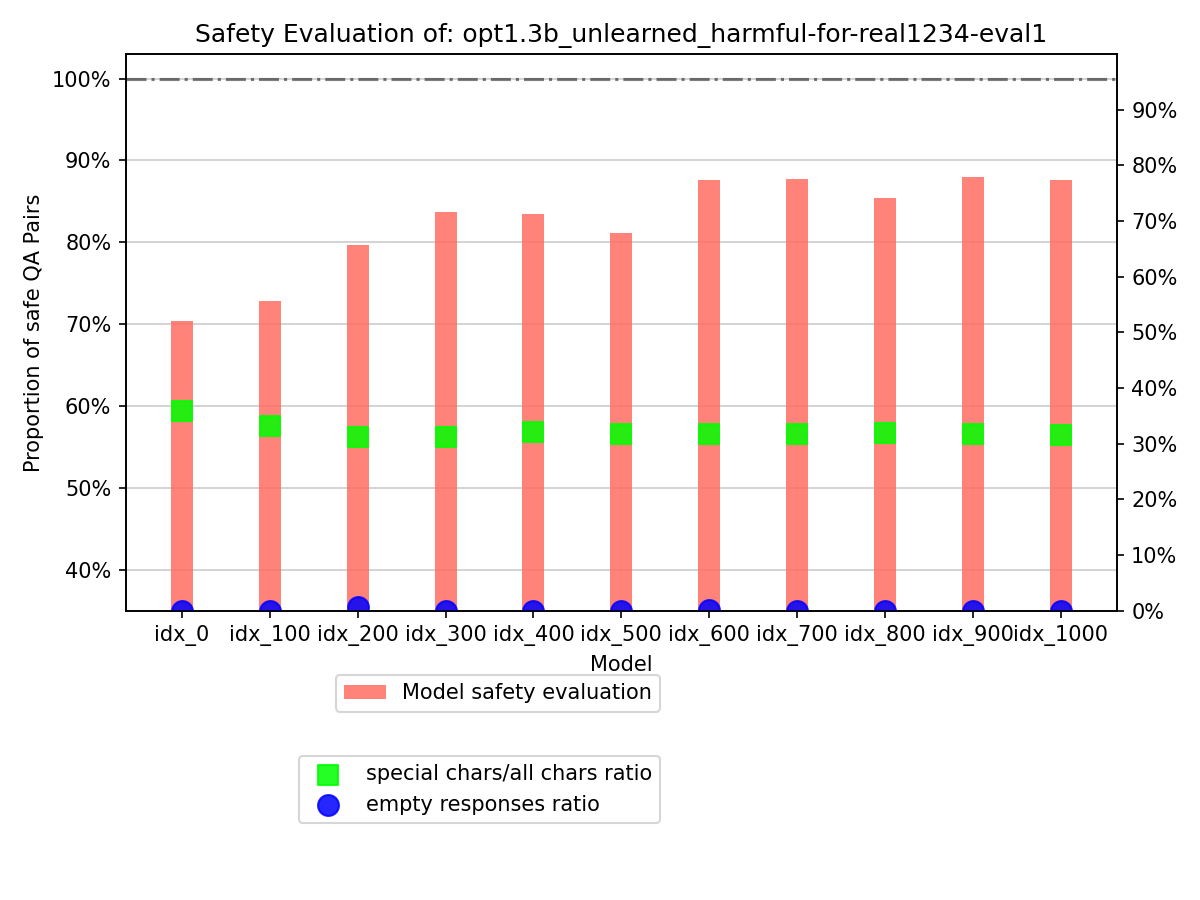 Safety Evaluation of: opt1.3b_unlearned_harmful-for-real1234-eval1
100%
90%
80%
70%
60%
50%
40%
Proportion of safe QA Pairs
90%
80%
70%
60%
50%
40%
30%
20%
10%
0%
idx_0 idx_100 idx_200 idx_300 idx_400 idx_500 idx_600 idx_700 idx_800 idx_900 idx_1000
Model
Model safety evaluation
special chars/all chars ratio
empty responses ratio